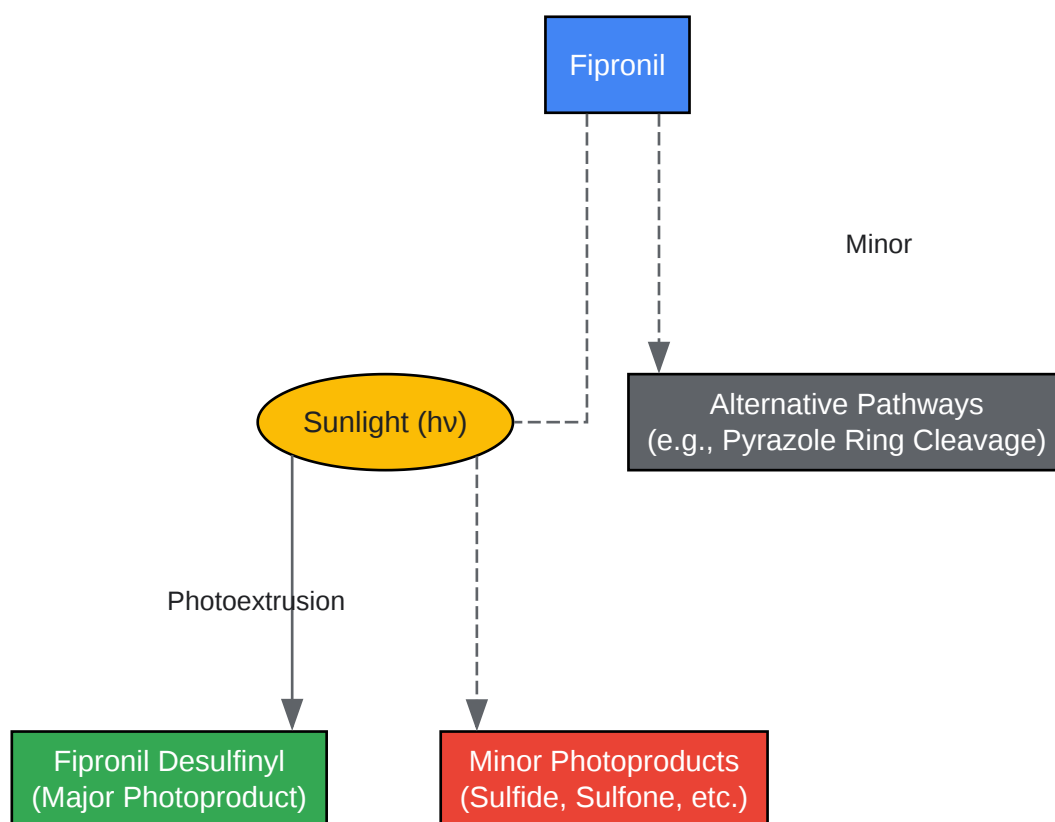 Fipronil
Minor
Sunlight (hν)
Alternative Pathways
(e.g., Pyrazole Ring Cleavage)
Photoextrusion
Fipronil Desulfinyl
(Major Photoproduct)
Minor Photoproducts
(Sulfide, Sulfone, etc.)